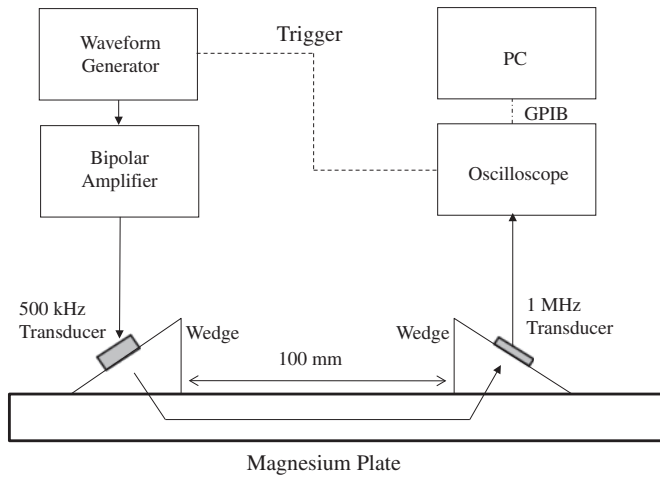 Waveform
Generator
Trigger
PC
GPIB
Bipolar
Amplifier
Oscilloscope
500 kHz
Transducer
Wedge
Wedge
1 MHz
Transducer
100 mm
Magnesium Plate